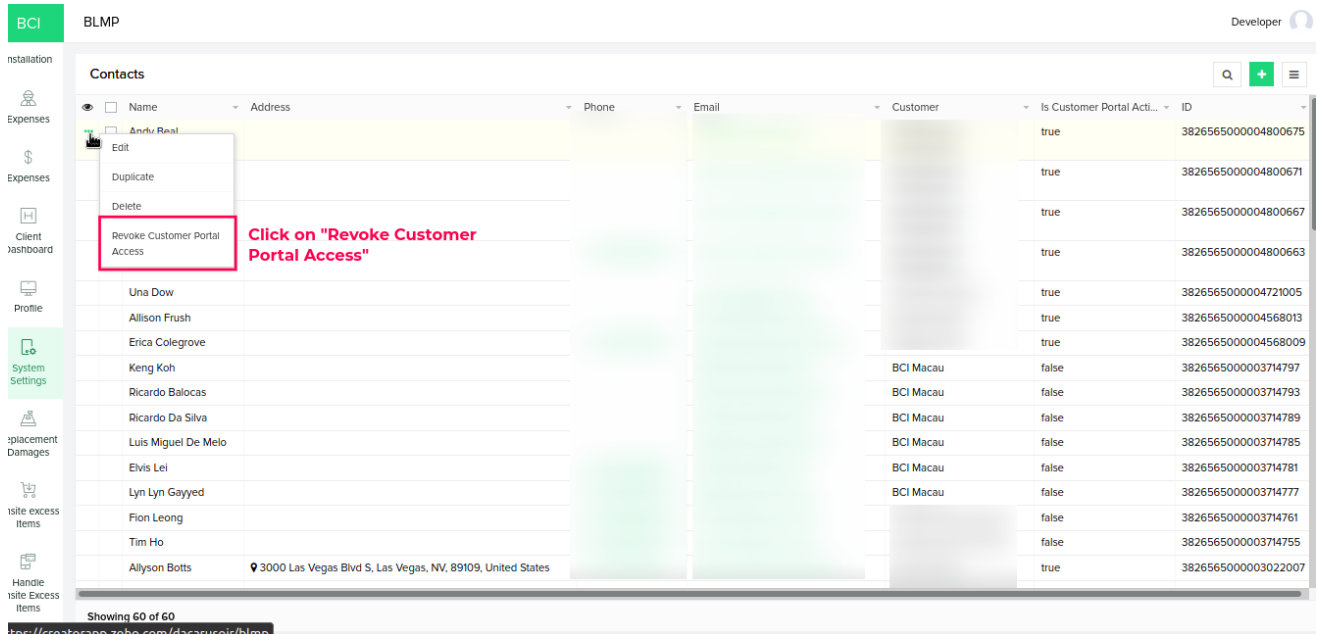 BCI
BLMP
Developer
nstallation
Expenses
Expenses
Client
Dashboard
Profile
System
Settings
eplacement
Damages
nsite excess
Items
Handle
nsite Excess
Items
Contacts
Name Address Phone Email Customer Is Customer Portal Acti... ID
Andy Beal true 3826565000004800675
Edit
Duplicate
Delete
Revoke Customer Portal
Access
Click on "Revoke Customer
Portal Access"
true 3826565000004800671
true 3826565000004800667
true 3826565000004800663
Una Dow true 3826565000004721005
Allison Frush true 3826565000004568013
Erica Colegrove true 3826565000004568009
Keng Koh BCI Macau false 3826565000003714797
Ricardo Balocas BCI Macau false 3826565000003714793
Ricardo Da Silva BCI Macau false 3826565000003714789
Luis Miguel De Melo BCI Macau false 3826565000003714785
Elvis Lei BCI Macau false 3826565000003714781
Lyn Lyn Gayyed BCI Macau false 3826565000003714777
Fion Leong false 3826565000003714761
Tim Ho false 3826565000003714755
Allyson Botts 3000 Las Vegas Blvd S, Las Vegas, NV, 89109, United States true 3826565000003022007
Showing 60 of 60